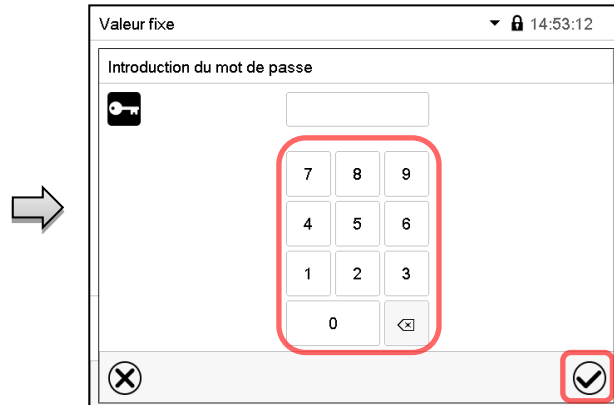 Valeur fixe 14:53:12
Introduction du mot de passe
7 8 9
4 5 6
1 2 3
0